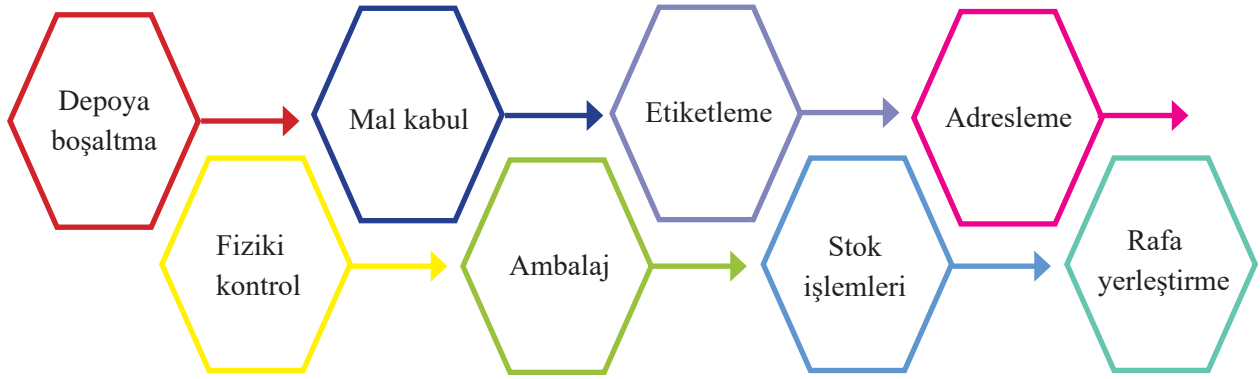 Depoya
boşaltma
Mal kabul
Etiketleme
Adresleme
Fiziki
kontrol
Ambalaj
Stok
işlemleri
Rafa
yerleştirme